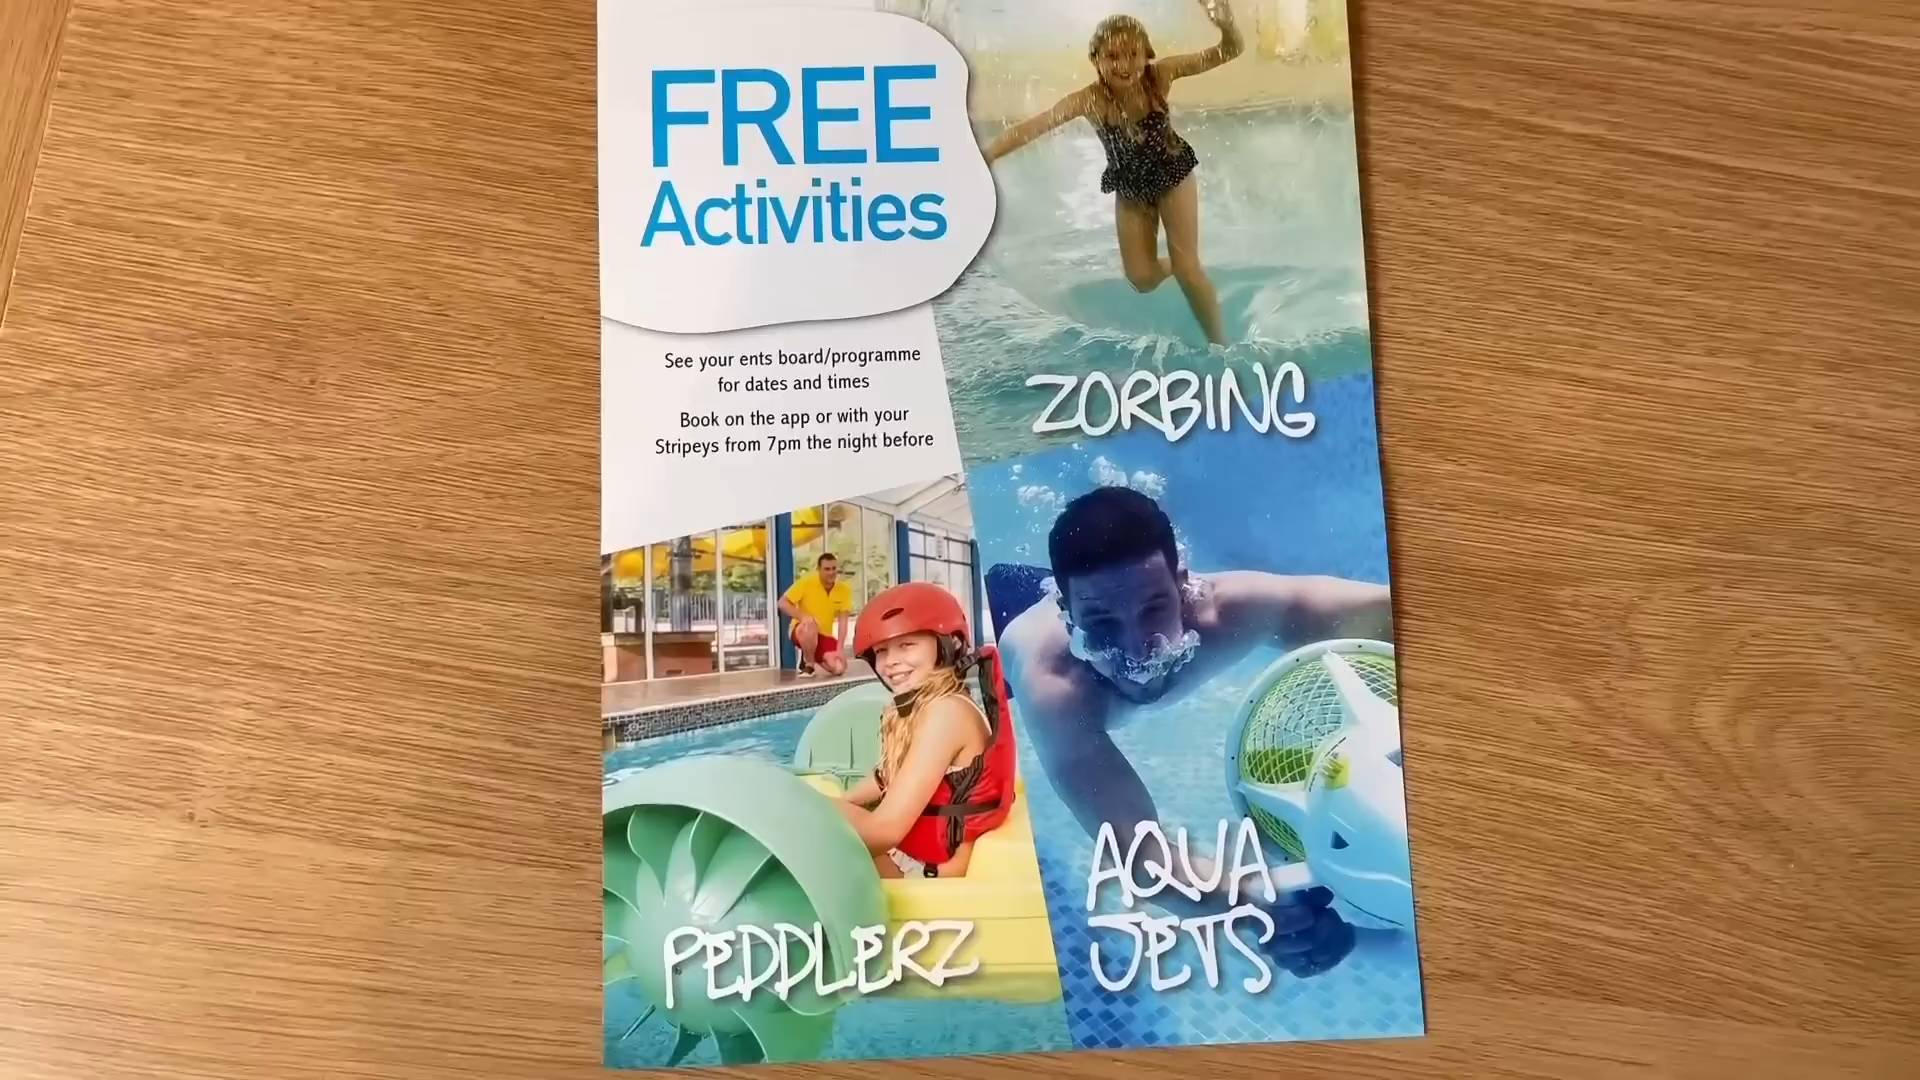 FREE
Activities
See your ents board/programme
for dates and times
Book on the app or with your
Stripeys from 7pm the night before
ZORBING
PEDDLERZ
AQUA
JETS